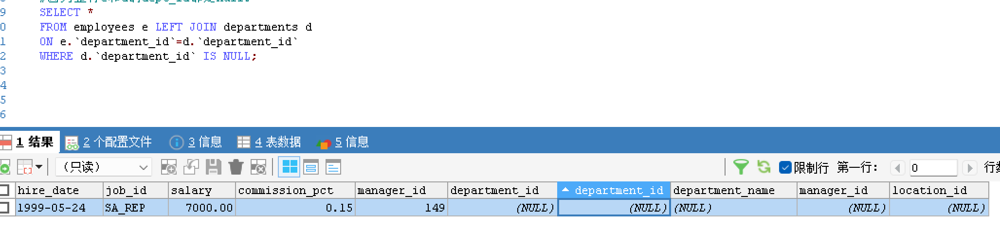 9 SELECT *
0 FROM employees e LEFT JOIN departments d
1 ON e.`department_id`=d.`department_id`
2 WHERE d.`department_id` IS NULL;
3
4
5
6
1 结果 2 个配置文件 3 信息 4 表数据 5 信息
（只读） 限制行 第一行： 0
hire_date job_id salary commission_pct manager_id department_id department_id department_name manager_id location_id
1999-05-24 SA_REP 7000.00 0.15 149 (NULL) (NULL) (NULL) (NULL) (NULL)